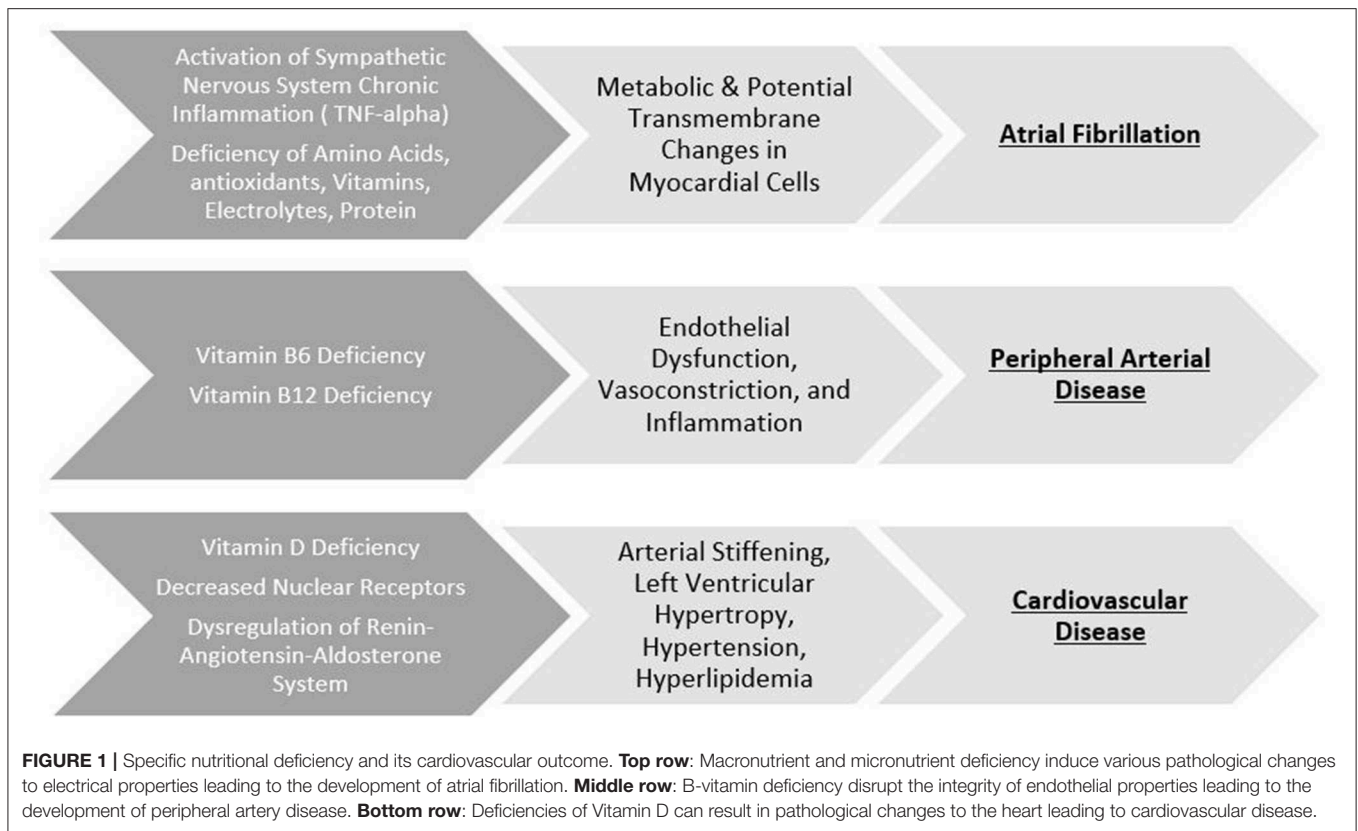 Activation of Sympathetic
Nervous System Chronic
Inflammation ( TNF-alpha)
Deficiency of Amino Acids,
antioxidants, Vitamins,
Electrolytes, Protein
Metabolic & Potential
Transmembrane
Changes in
Myocardial Cells
Atrial Fibrillation
Vitamin B6 Deficiency
Vitamin B12 Deficiency
Endothelial
Dysfunction,
Vasoconstriction, and
Inflammation
Peripheral Arterial
Disease
Vitamin D Deficiency
Decreased Nuclear Receptors
Dysregulation of Renin-
Angiotensin-Aldosterone
System
Arterial Stiffening,
Left Ventricular
Hypertropy,
Hypertension,
Hyperlipidemia
Cardiovascular
Disease
FIGURE 1 | Specific nutritional deficiency and its cardiovascular outcome. Top row: Macronutrient and micronutrient deficiency induce various pathological changes
to electrical properties leading to the development of atrial fibrillation. Middle row: B-vitamin deficiency disrupt the integrity of endothelial properties leading to the
development of peripheral artery disease. Bottom row: Deficiencies of Vitamin D can result in pathological changes to the heart leading to cardiovascular disease.